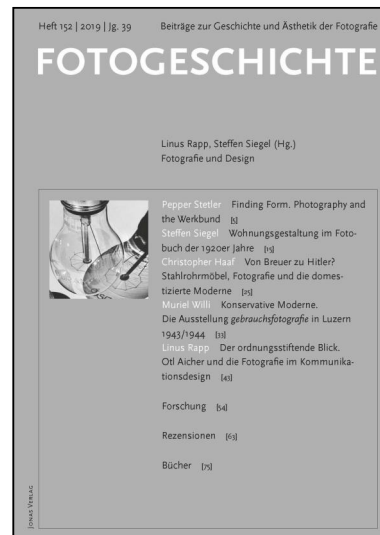 Heft 152 | 2019 | Jg. 39 Beiträge zur Geschichte und Ästhetik der Fotografie
FOTOGESCHICHTE
Linus Rapp, Steffen Siegel (Hg.)
Fotografie und Design
Pepper Stetler Finding Form. Photography and
the Werkbund [5]
Steffen Siegel Wohnungsgestaltung im Foto-
buch der 1920er Jahre [15]
Christopher Haaf Von Breuer zu Hitler?
Stahlrohrmöbel, Fotografie und die domes-
tizierte Moderne [25]
Muriel Willi Konservative Moderne.
Die Ausstellung gebrauchsfotografie in Luzern
1943/1944 [33]
Linus Rapp Der ordnungsstiftende Blick.
Otl Aicher und die Fotografie im Kommunika-
tionsdesign [43]
Forschung [54]
Rezensionen [63]
Bücher [75]
JONAS VERLAG